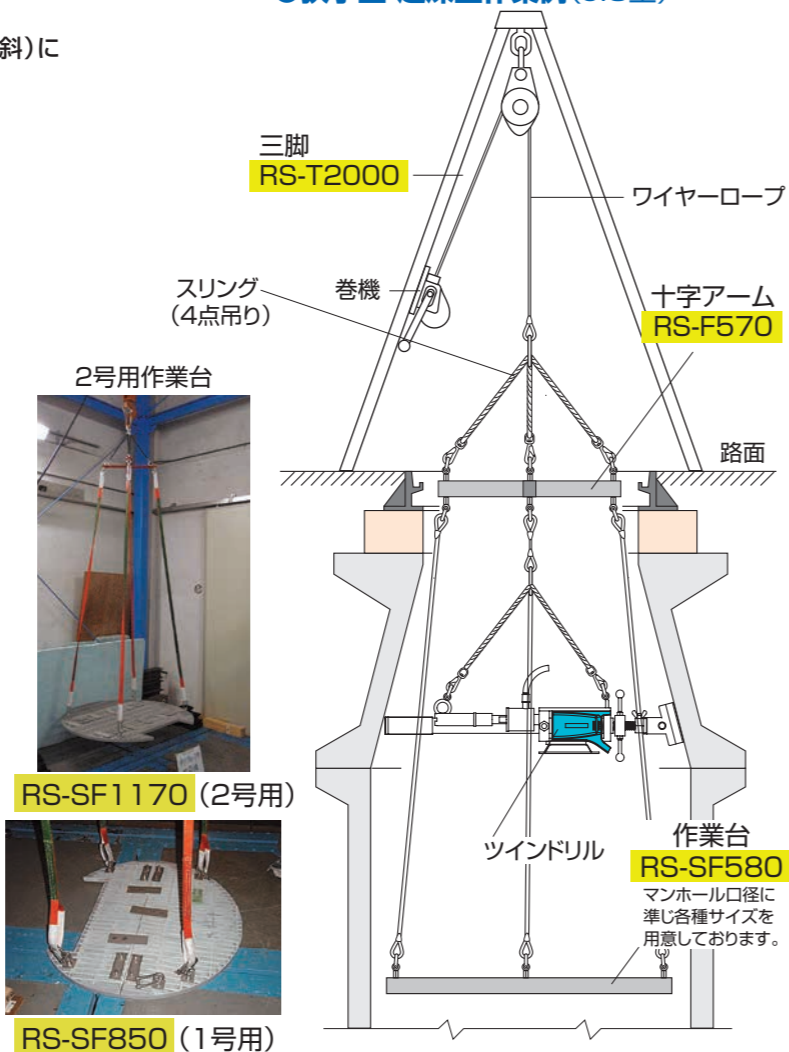 斜)に
三脚
RS-T2000
ワイヤーロープ
スリング
(4点吊り)
巻機
十字アーム
RS-F570
2号用作業台
路面
RS-SF1170 (2号用)
ツインドリル
作業台
RS-SF580
マンホール口径に
準じ各種サイズを
用意しております。
RS-SF850 (1号用)